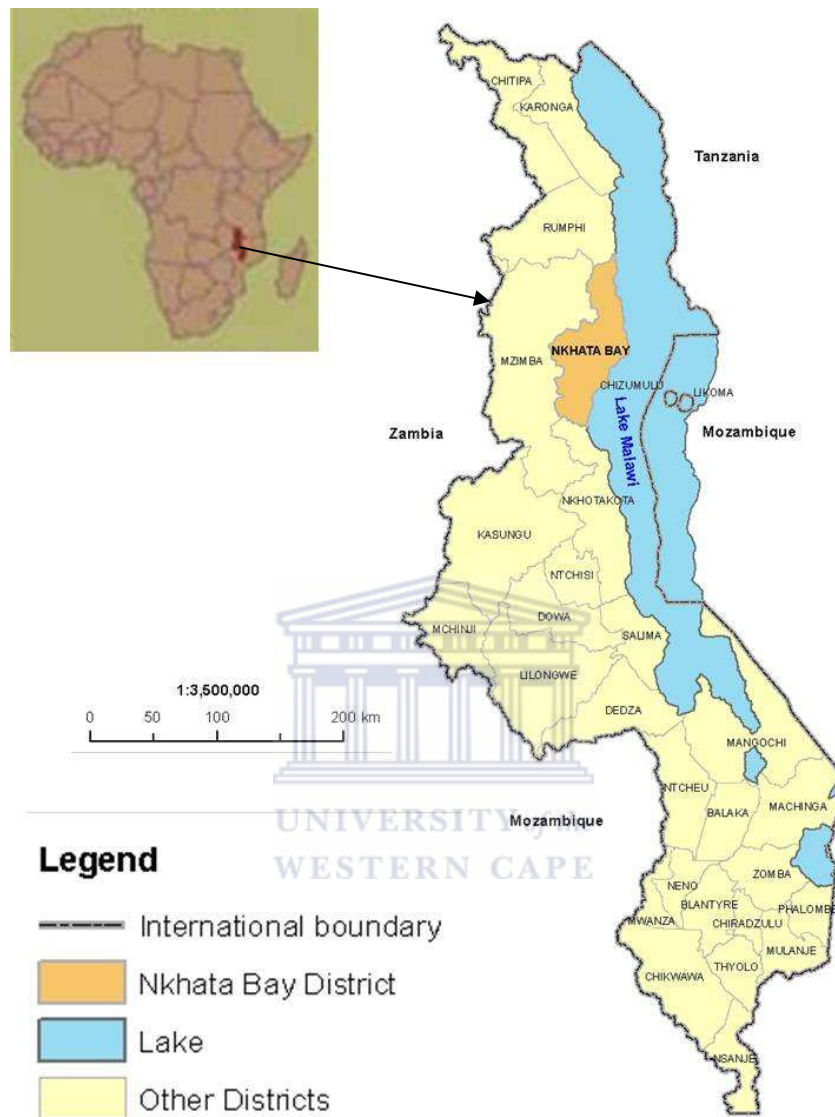 CHITIPA
KARONGA
Tanzania
RUMPHI
NKHATA BAY
MZIMBA
CHIZUMULU
LIKOMA
Lake Malawi
Zambia
Mozambique
NKHOTAKOTA
KASUNGU
NTCHISI
DOWA
MCHINJI
SALIMA
LILONGWE
1:3,500,000
DEDZA
0 50 100 200 km
MANGOCHI
NTCHEU
MACHINGA
BALAKA
Mozambique
UNIVERSITY of the
WESTERN CAPE
Legend
ZOMBA
NENO
BLANTYRE
PHALOMBE
MWANZA
CHIRADZULU
MULANJE
THYOLO
CHIKWAWA
NSANJE
International boundary
Nkhata Bay District
Lake
Other Districts